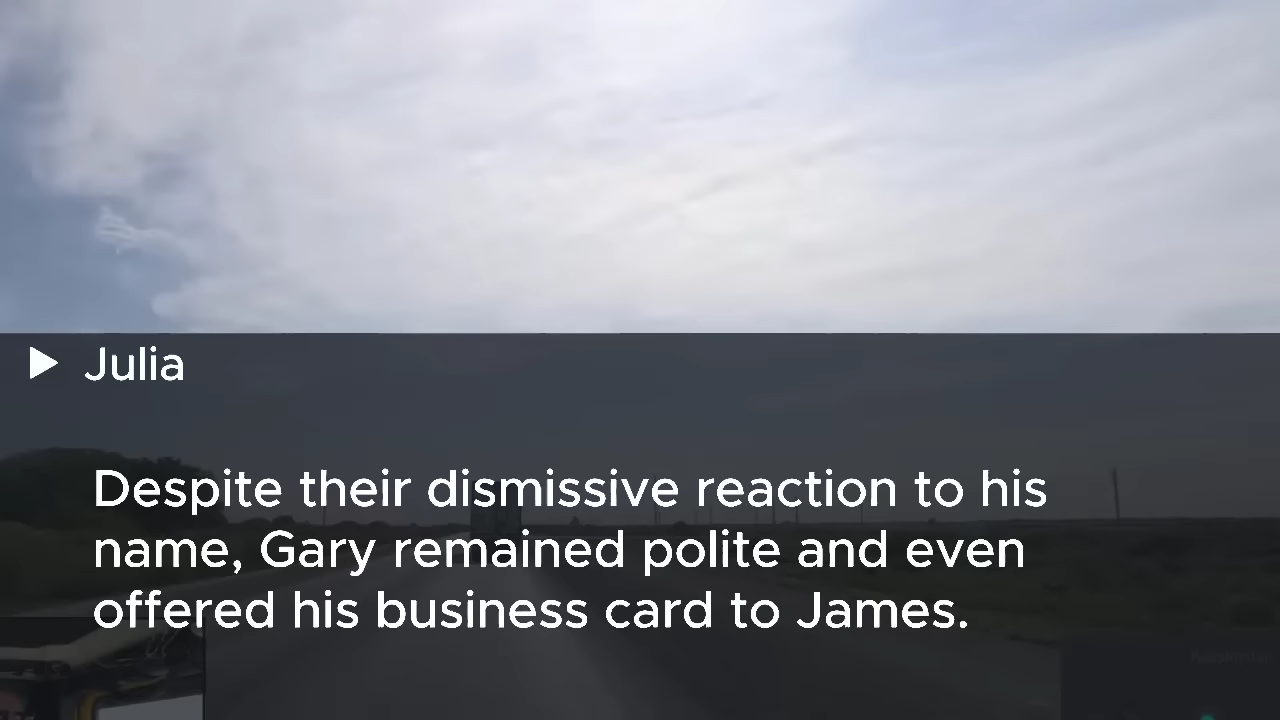 Julia
Despite their dismissive reaction to his
name, Gary remained polite and even
offered his business card to James.